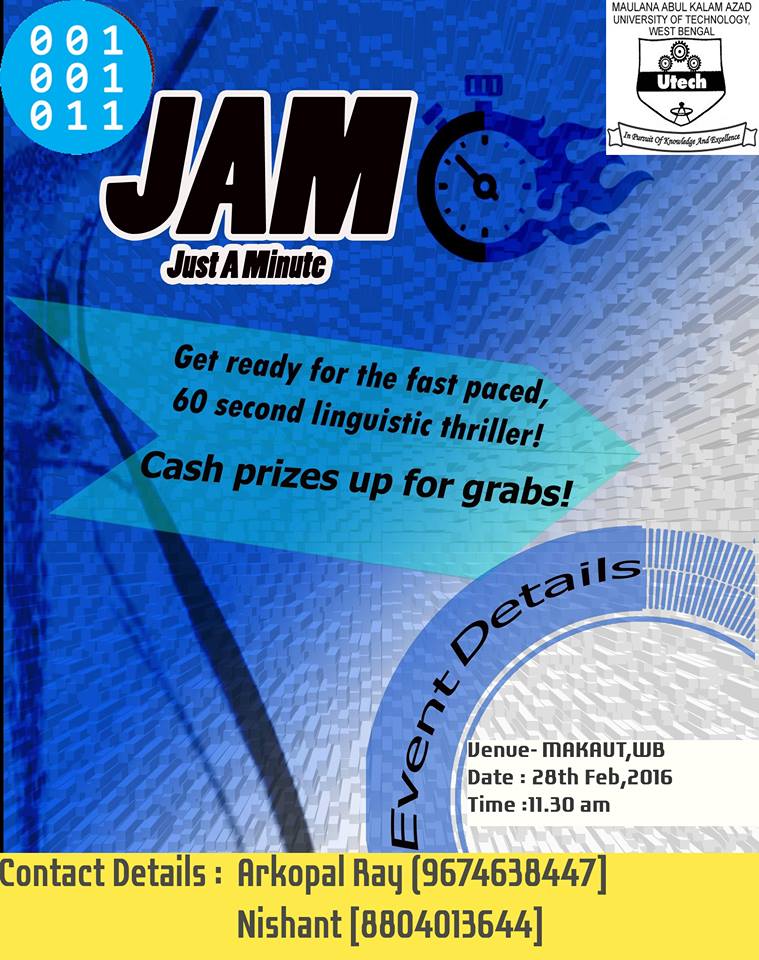 001
001
011
MAULANA ABUL KALAM AZAD
UNIVERSITY OF TECHNOLOGY,
WEST BENGAL
Utech
In Pursuit Of Knowledge And Excellence
JAM
Just A Minute
Get ready for the fast paced,
60 second linguistic thriller!
Cash prizes up for grabs!
Event Details
Venue- MAKAUT,WB
Date : 28th Feb,2016
Time :11.30 am
Contact Details : Arkopal Ray [9674638447]
Nishant [8804013644]